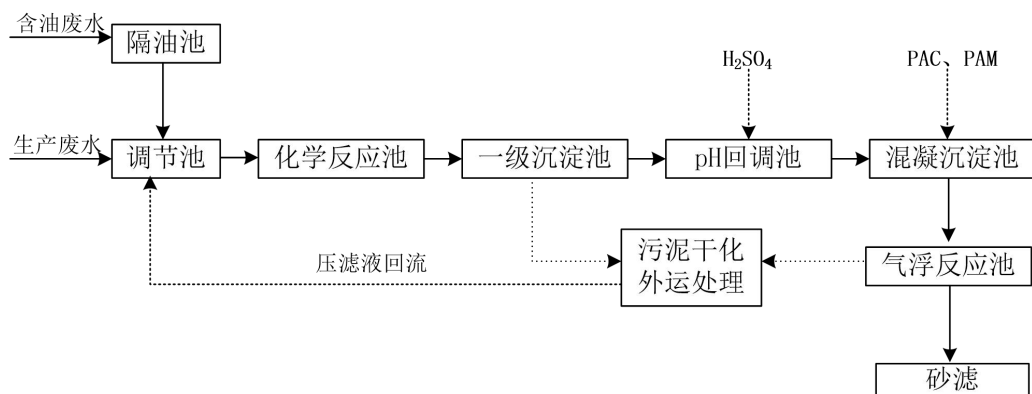 含油废水
隔油池
H₂SO₄
PAC、PAM
生产废水
调节池
化学反应池
一级沉淀池
pH回调池
混凝沉淀池
污泥干化
外运处理
气浮反应池
压滤液回流
砂滤